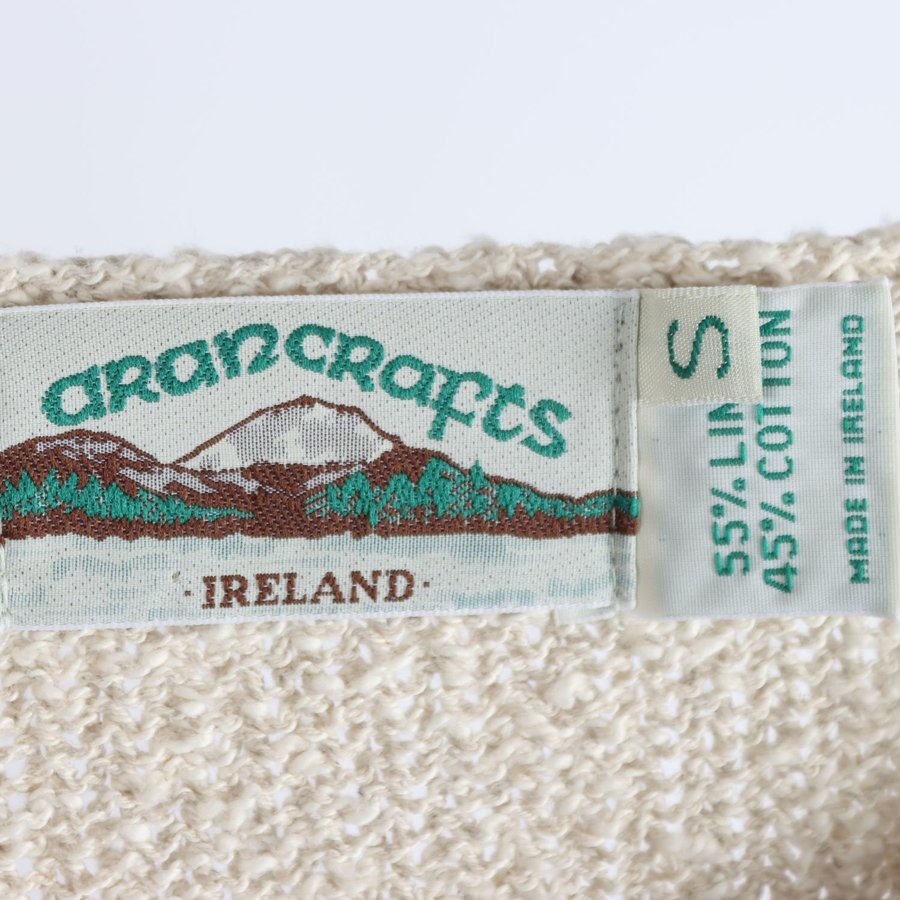 arancrafts
· IRELAND ·
S
55% LIN
45% COTTON
MADE IN IRELAND